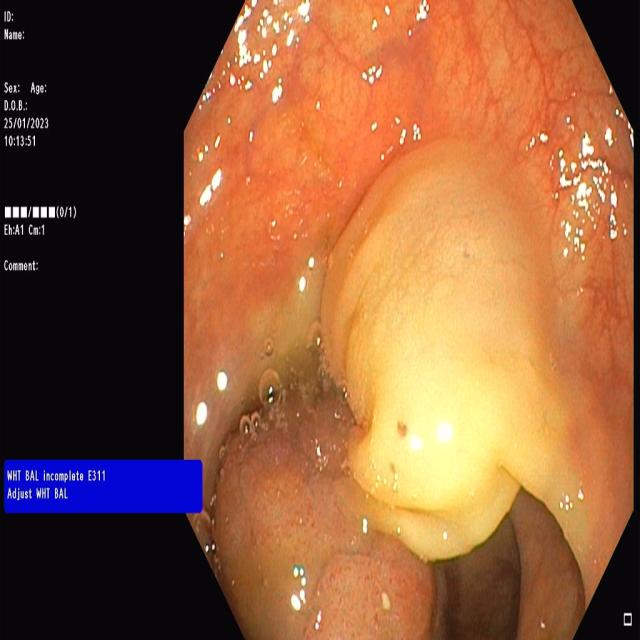 ID:
Name:
Sex: Age:
D.O.B.:
25/01/2023
10:13:51
■■■/■■■(0/1)
Eh:A1 Cm:1
Comment:
WHT BAL incomplete E311
Adjust WHT BAL